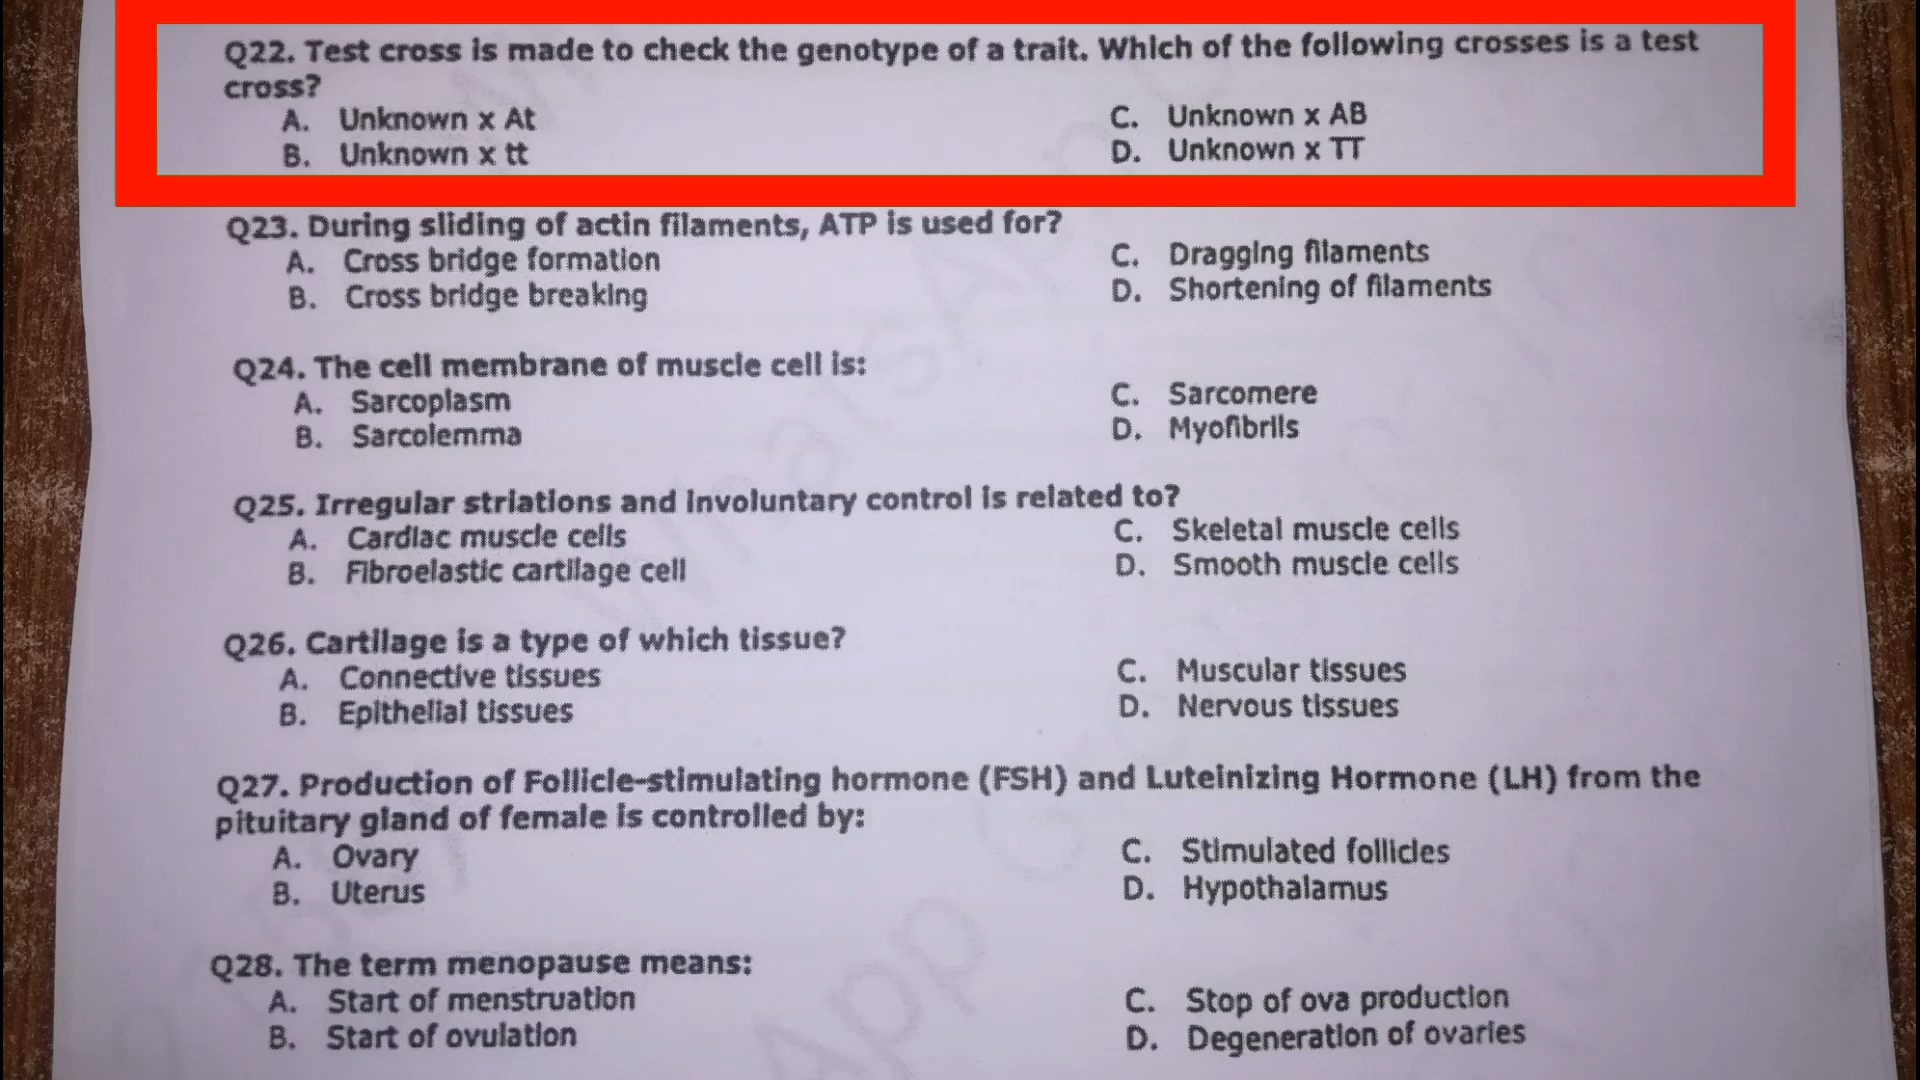 Q22. Test cross is made to check the genotype of a trait. Which of the following crosses is a test
cross?
A. Unknown x At
B. Unknown x tt
C. Unknown x AB
D. Unknown x TT
Q23. During sliding of actin filaments, ATP is used for?
A. Cross bridge formation
B. Cross bridge breaking
C. Dragging filaments
D. Shortening of filaments
Q24. The cell membrane of muscle cell is:
A. Sarcoplasm
B. Sarcolemma
C. Sarcomere
D. Myofibrils
Q25. Irregular striations and involuntary control is related to?
A. Cardiac muscle cells
B. Fibroelastic cartilage cell
C. Skeletal muscle cells
D. Smooth muscle cells
Q26. Cartilage is a type of which tissue?
A. Connective tissues
B. Epithelial tissues
C. Muscular tissues
D. Nervous tissues
Q27. Production of Follicle-stimulating hormone (FSH) and Luteinizing Hormone (LH) from the
pituitary gland of female is controlled by:
A. Ovary
B. Uterus
C. Stimulated follicles
D. Hypothalamus
Q28. The term menopause means:
A. Start of menstruation
B. Start of ovulation
C. Stop of ova production
D. Degeneration of ovaries